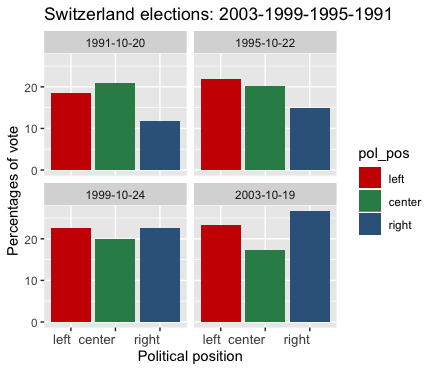 Switzerland elections: 2003-1999-1995-1991
1991-10-20
1995-10-22
20
10
0
1999-10-24
2003-10-19
20
10
0
left center right
left center right
Political position
Percentages of vote
pol_pos
left
center
right